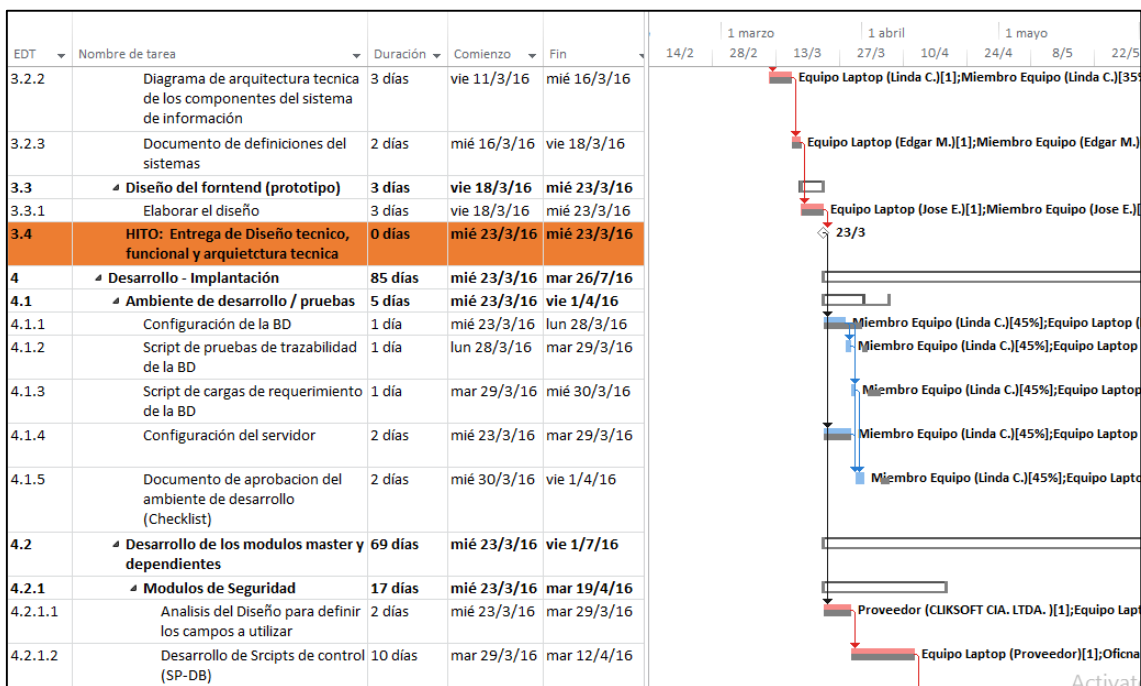 1 marzo 1 abril 1 mayo
EDT Nombre de tarea Duración Comienzo Fin 14/2 28/2 13/3 27/3 10/4 24/4 8/5 22/5
3.2.2 Diagrama de arquitectura tecnica 3 días vie 11/3/16 mié 16/3/16 Equipo Laptop (Linda C.)[1];Miembro Equipo (Linda C.)[35%
de los componentes del sistema
de información
3.2.3 Documento de definiciones del 2 días mié 16/3/16 vie 18/3/16 Equipo Laptop (Edgar M.)[1];Miembro Equipo (Edgar M.)
sistemas
3.3 Diseño del forntend (prototipo) 3 días vie 18/3/16 mié 23/3/16
3.3.1 Elaborar el diseño 3 días vie 18/3/16 mié 23/3/16 Equipo Laptop (Jose E.)[1];Miembro Equipo (Jose E.)[
3.4 HITO: Entrega de Diseño tecnico, 0 días mié 23/3/16 mié 23/3/16 23/3
funcional y arquietctura tecnica
4 Desarrollo - Implantación 85 días mié 23/3/16 mar 26/7/16
4.1 Ambiente de desarrollo / pruebas 5 días mié 23/3/16 vie 1/4/16
4.1.1 Configuración de la BD 1 día mié 23/3/16 lun 28/3/16 Miembro Equipo (Linda C.)[45%];Equipo Laptop (
4.1.2 Script de pruebas de trazabilidad 1 día lun 28/3/16 mar 29/3/16 Miembro Equipo (Linda C.)[45%];Equipo Laptop
de la BD
4.1.3 Script de cargas de requerimiento 1 día mar 29/3/16 mié 30/3/16 Miembro Equipo (Linda C.)[45%];Equipo Laptop
de la BD
4.1.4 Configuración del servidor 2 días mié 23/3/16 mar 29/3/16 Miembro Equipo (Linda C.)[45%];Equipo Laptop
4.1.5 Documento de aprobacion del 2 días mié 30/3/16 vie 1/4/16 Miembro Equipo (Linda C.)[45%];Equipo Lapto
ambiente de desarrollo
(Checklist)
4.2 Desarrollo de los modulos master y 69 días mié 23/3/16 vie 1/7/16
dependientes
4.2.1 Modulos de Seguridad 17 días mié 23/3/16 mar 19/4/16
4.2.1.1 Analisis del Diseño para definir 2 días mié 23/3/16 mar 29/3/16 Proveedor (CLIKSOFT CIA. LTDA. )[1];Equipo Lapt
los campos a utilizar
4.2.1.2 Desarrollo de Srcipts de control 10 días mar 29/3/16 mar 12/4/16 Equipo Laptop (Proveedor)[1];Oficna
(SP-DB)
Activat